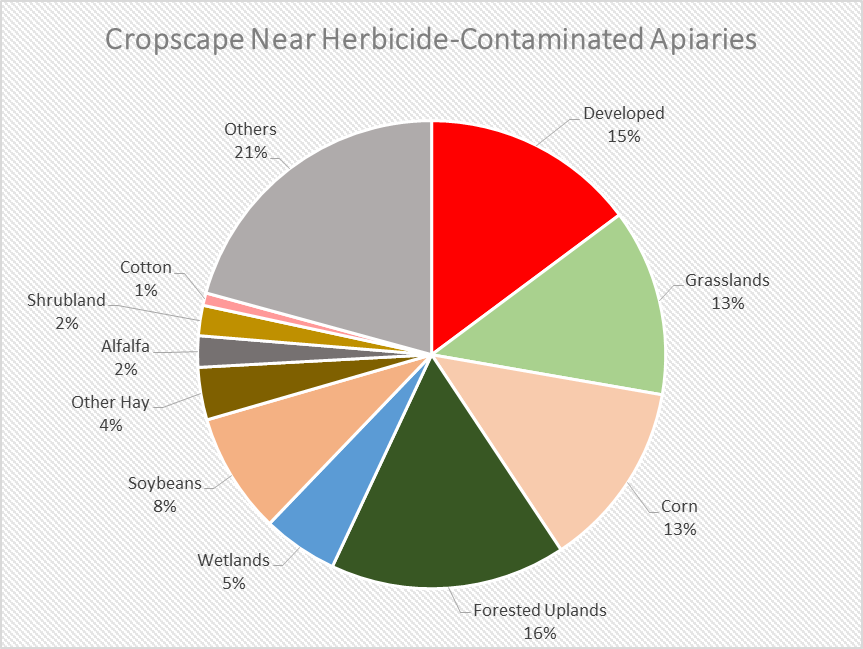 Cropscape Near Herbicide-Contaminated Apiaries
Developed
15%
Grasslands
13%
Corn
13%
Forested Uplands
16%
Wetlands
5%
Soybeans
8%
Other Hay
4%
Alfalfa
2%
Shrubland
2%
Cotton
1%
Others
21%